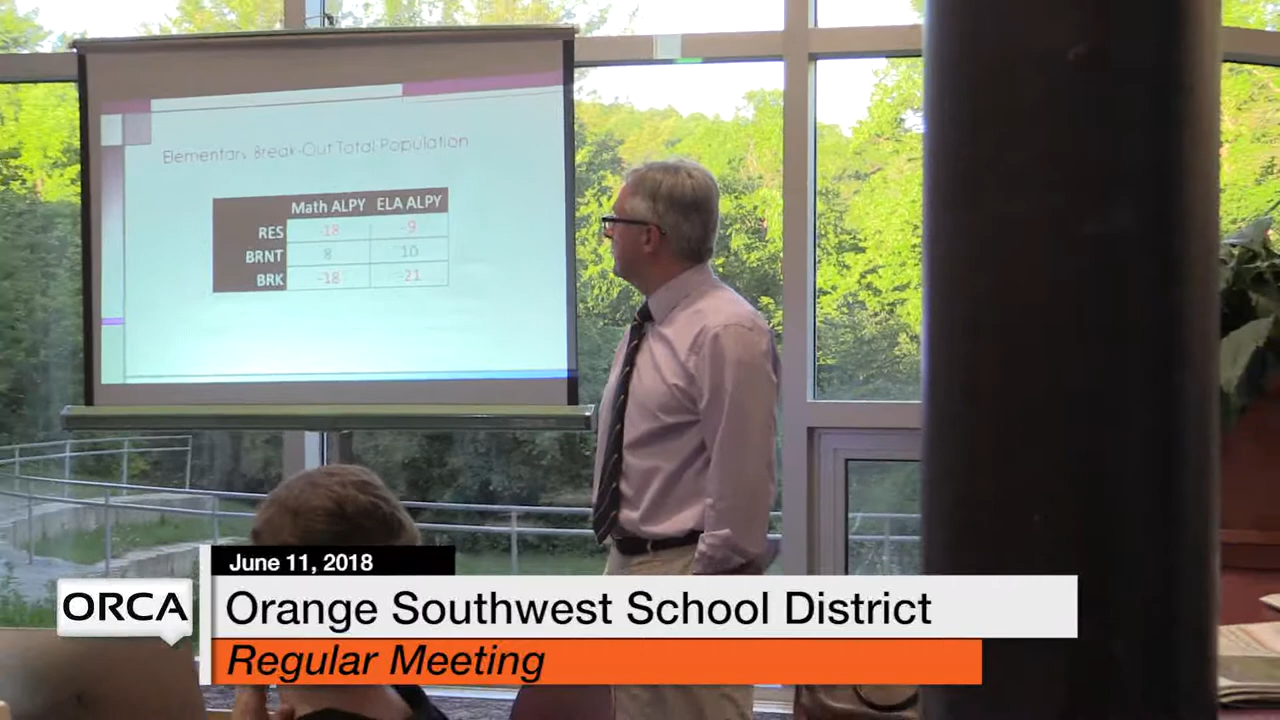 Elementary Break-Out Total Population
Math ALPY ELA ALPY
RES -18 -9
BRNT 8 10
BRK -18 -21
June 11, 2018
ORCA
Orange Southwest School District
Regular Meeting